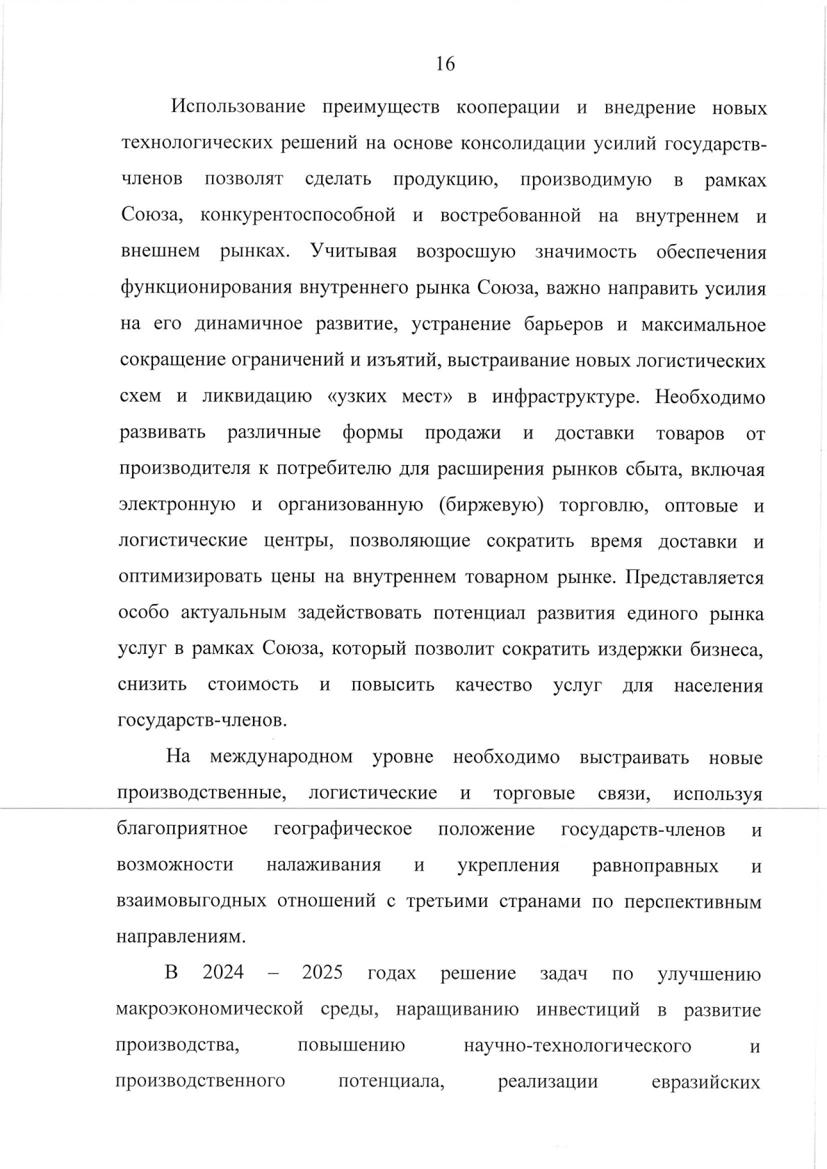 16
Использование преимуществ кооперации и внедрение новых
технологических решений на основе консолидации усилий государств-
членов позволят сделать продукцию, производимую в рамках
Союза, конкурентоспособной и востребованной на внутреннем и
внешнем рынках. Учитывая возросшую значимость обеспечения
функционирования внутреннего рынка Союза, важно направить усилия
на его динамичное развитие, устранение барьеров и максимальное
сокращение ограничений и изъятий, выстраивание новых логистических
схем и ликвидацию «узких мест» в инфраструктуре. Необходимо
развивать различные формы продажи и доставки товаров от
производителя к потребителю для расширения рынков сбыта, включая
электронную и организованную (биржевую) торговлю, оптовые и
логистические центры, позволяющие сократить время доставки и
оптимизировать цены на внутреннем товарном рынке. Представляется
особо актуальным задействовать потенциал развития единого рынка
услуг в рамках Союза, который позволит сократить издержки бизнеса,
снизить стоимость и повысить качество услуг для населения
государств-членов.
На международном уровне необходимо выстраивать новые
производственные, логистические и торговые связи, используя
благоприятное географическое положение государств-членов и
возможности налаживания и укрепления равноправных и
взаимовыгодных отношений с третьими странами по перспективным
направлениям.
В 2024 – 2025 годах решение задач по улучшению
макроэкономической среды, наращиванию инвестиций в развитие
производства, повышению научно-технологического и
производственного потенциала, реализации евразийских